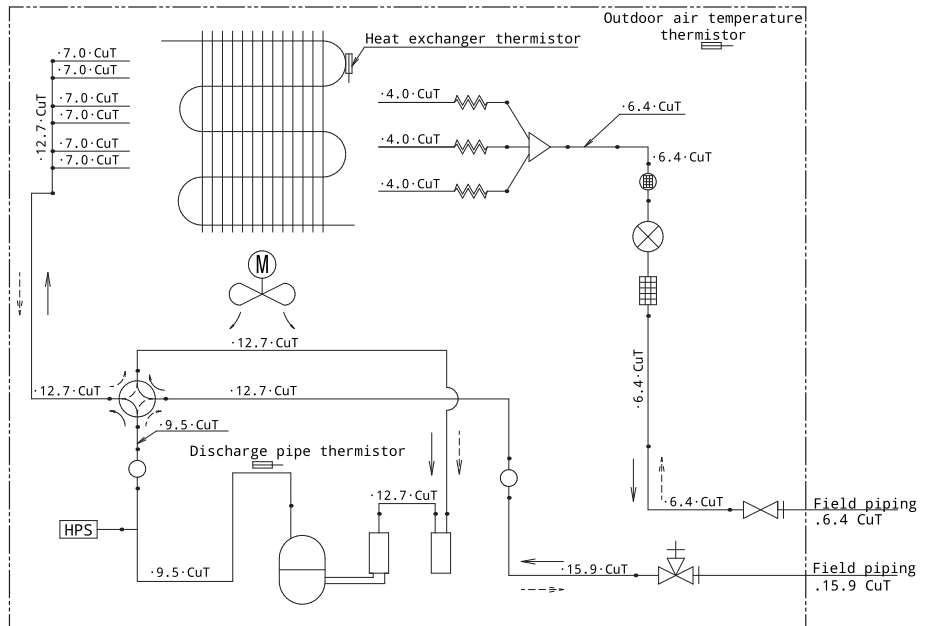 Outdoor air temperature
thermistor
Heat exchanger thermistor
·7.0·CuT
·7.0·CuT
·7.0·CuT
·7.0·CuT
·7.0·CuT
·7.0·CuT
·12.7·CuT
·4.0·CuT
·4.0·CuT
·4.0·CuT
·6.4·CuT
·6.4·CuT
M
·12.7·CuT
·12.7·CuT
·12.7·CuT
·6.4·CuT
·9.5·CuT
Discharge pipe thermistor
·12.7·CuT
·6.4·CuT
Field piping
.6.4 CuT
HPS
·9.5·CuT
·15.9·CuT
Field piping
.15.9 CuT